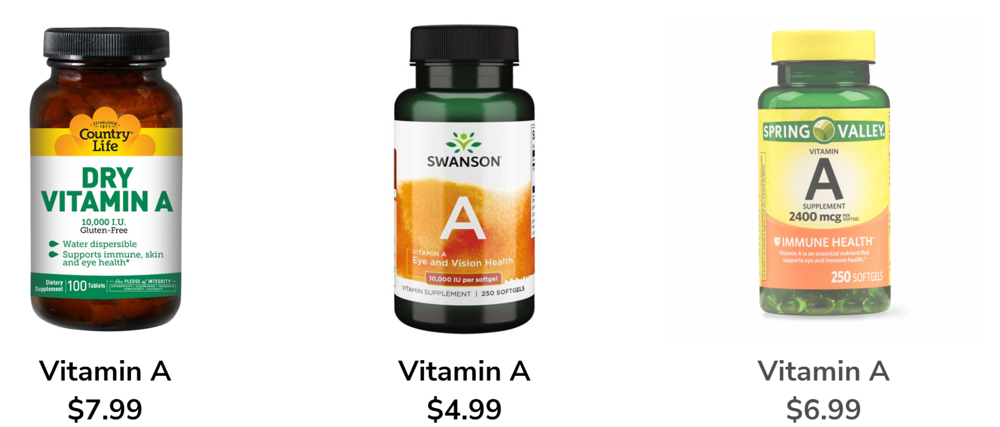 ESTABLISHED
1971
Country
Life
DRY
VITAMIN A
10,000 I.U.
Gluten-Free
Water dispersible
Supports immune, skin
and eye health*
Dietary
Supplement
100 Tablets
Our PLEDGE of INTEGRITY
AUTHENTICITY • CLEANLINESS • FRESHNESS
CONSISTENCY • ACCURACY
Vitamin A
$7.99
SWANSON®
A
VITAMIN A
Eye and Vision Health
10,000 IU per softgel
VITAMIN SUPPLEMENT | 250 SOFTGELS
Vitamin A
$4.99
SPRING VALLEY™
VITAMIN
A
SUPPLEMENT
2400 mcg PER SOFTGEL
IMMUNE HEALTH*
Vitamin A is an essential nutrient that
supports eye and immune health.*
250 SOFTGELS
Vitamin A
$6.99